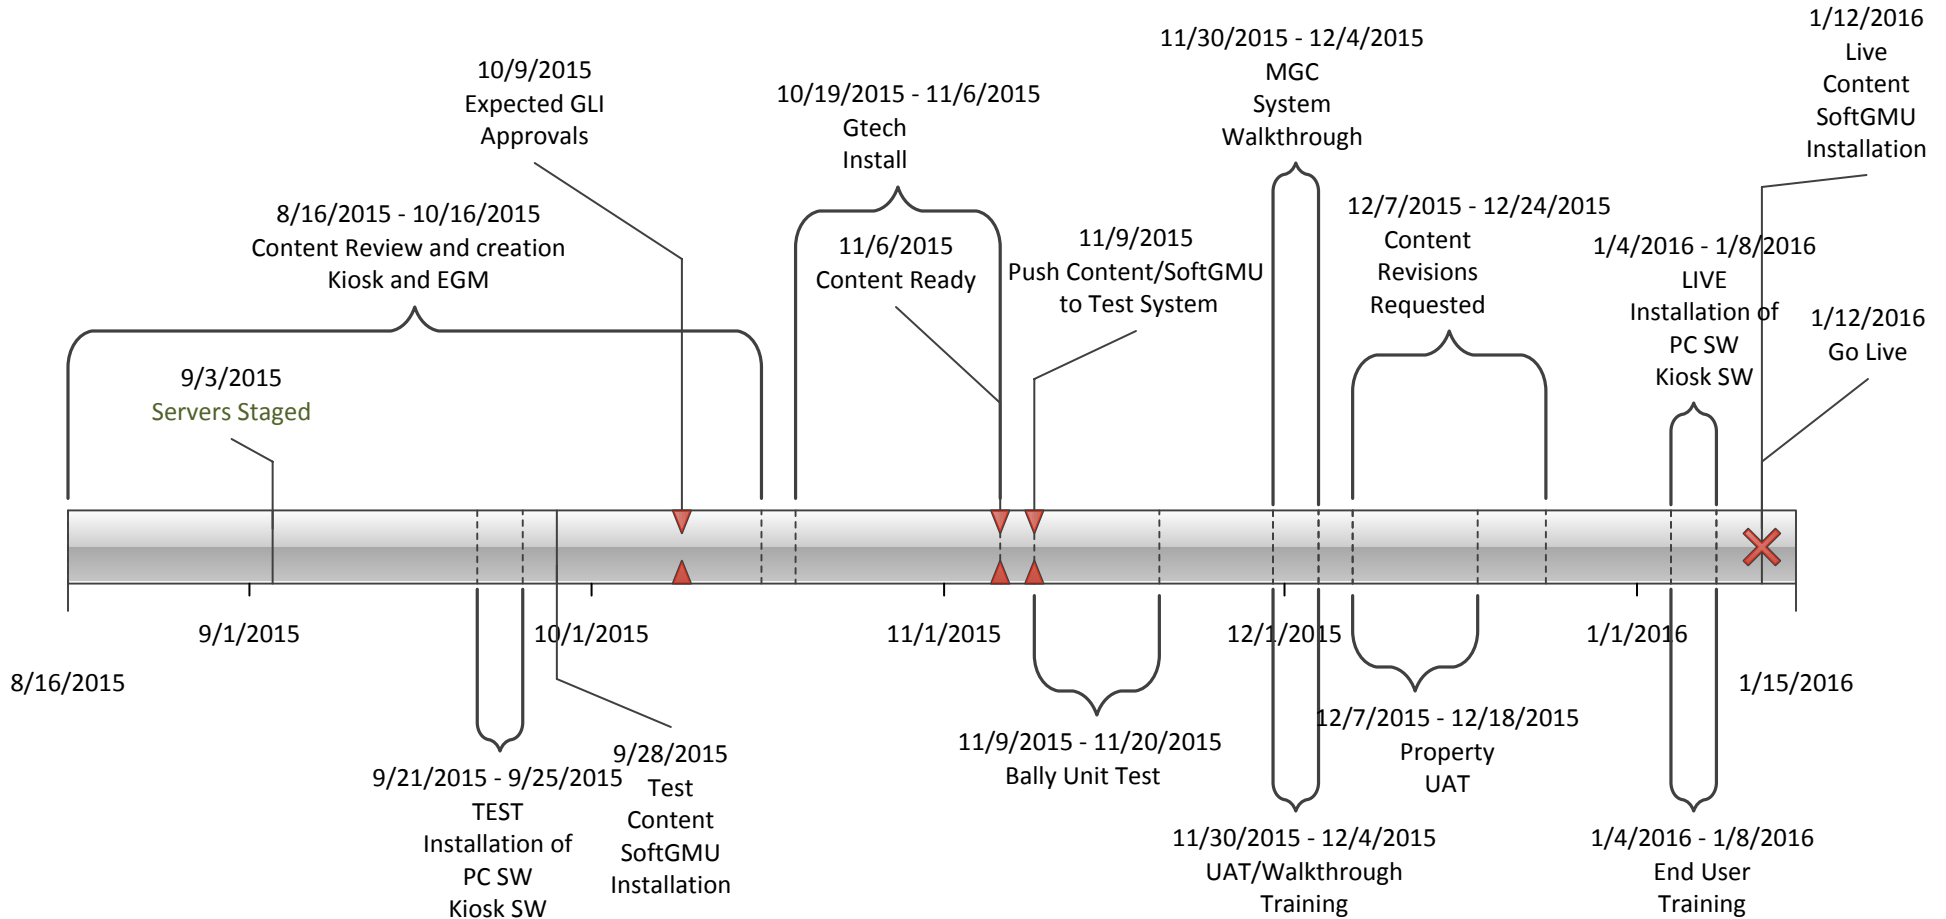 1/12/2016
Live
Content
SoftGMU
Installation
11/30/2015 - 12/4/2015
MGC
System
Walkthrough
10/9/2015
Expected GLI
Approvals
10/19/2015 - 11/6/2015
Gtech
Install
8/16/2015 - 10/16/2015
Content Review and creation
Kiosk and EGM
12/7/2015 - 12/24/2015
Content
Revisions
Requested
11/6/2015
Content Ready
11/9/2015
Push Content/SoftGMU
to Test System
1/4/2016 - 1/8/2016
LIVE
Installation of
PC SW
Kiosk SW
1/12/2016
Go Live
9/3/2015
Servers Staged
9/1/2015
10/1/2015
11/1/2015
12/1/2015
1/1/2016
8/16/2015
1/15/2016
9/21/2015 - 9/25/2015
TEST
Installation of
PC SW
Kiosk SW
9/28/2015
Test
Content
SoftGMU
Installation
11/9/2015 - 11/20/2015
Bally Unit Test
12/7/2015 - 12/18/2015
Property
UAT
11/30/2015 - 12/4/2015
UAT/Walkthrough
Training
1/4/2016 - 1/8/2016
End User
Training